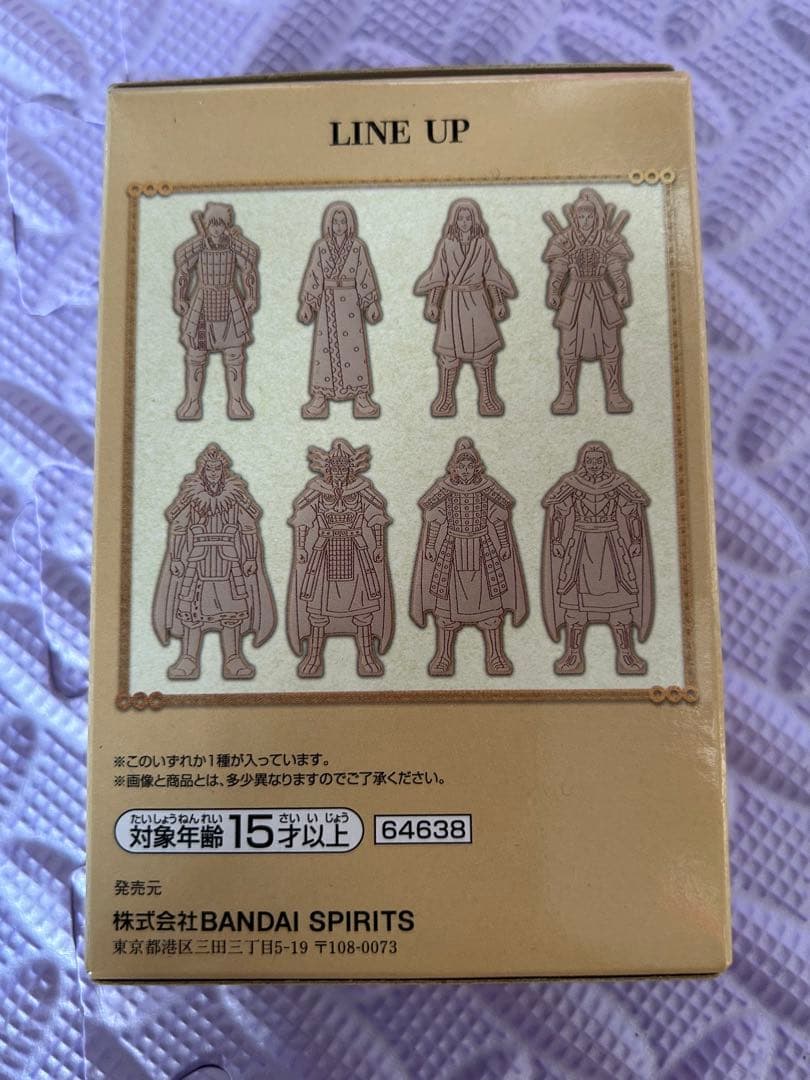 LINE UP
※このいずれか1種が入っています。
※画像と商品とは、多少異なりますのでご了承ください。
たいしょうねんれい さい い じょう
対象年齢15才以上 64638
発売元
株式会社BANDAI SPIRITS
東京都港区三田三丁目5-19 〒108-0073